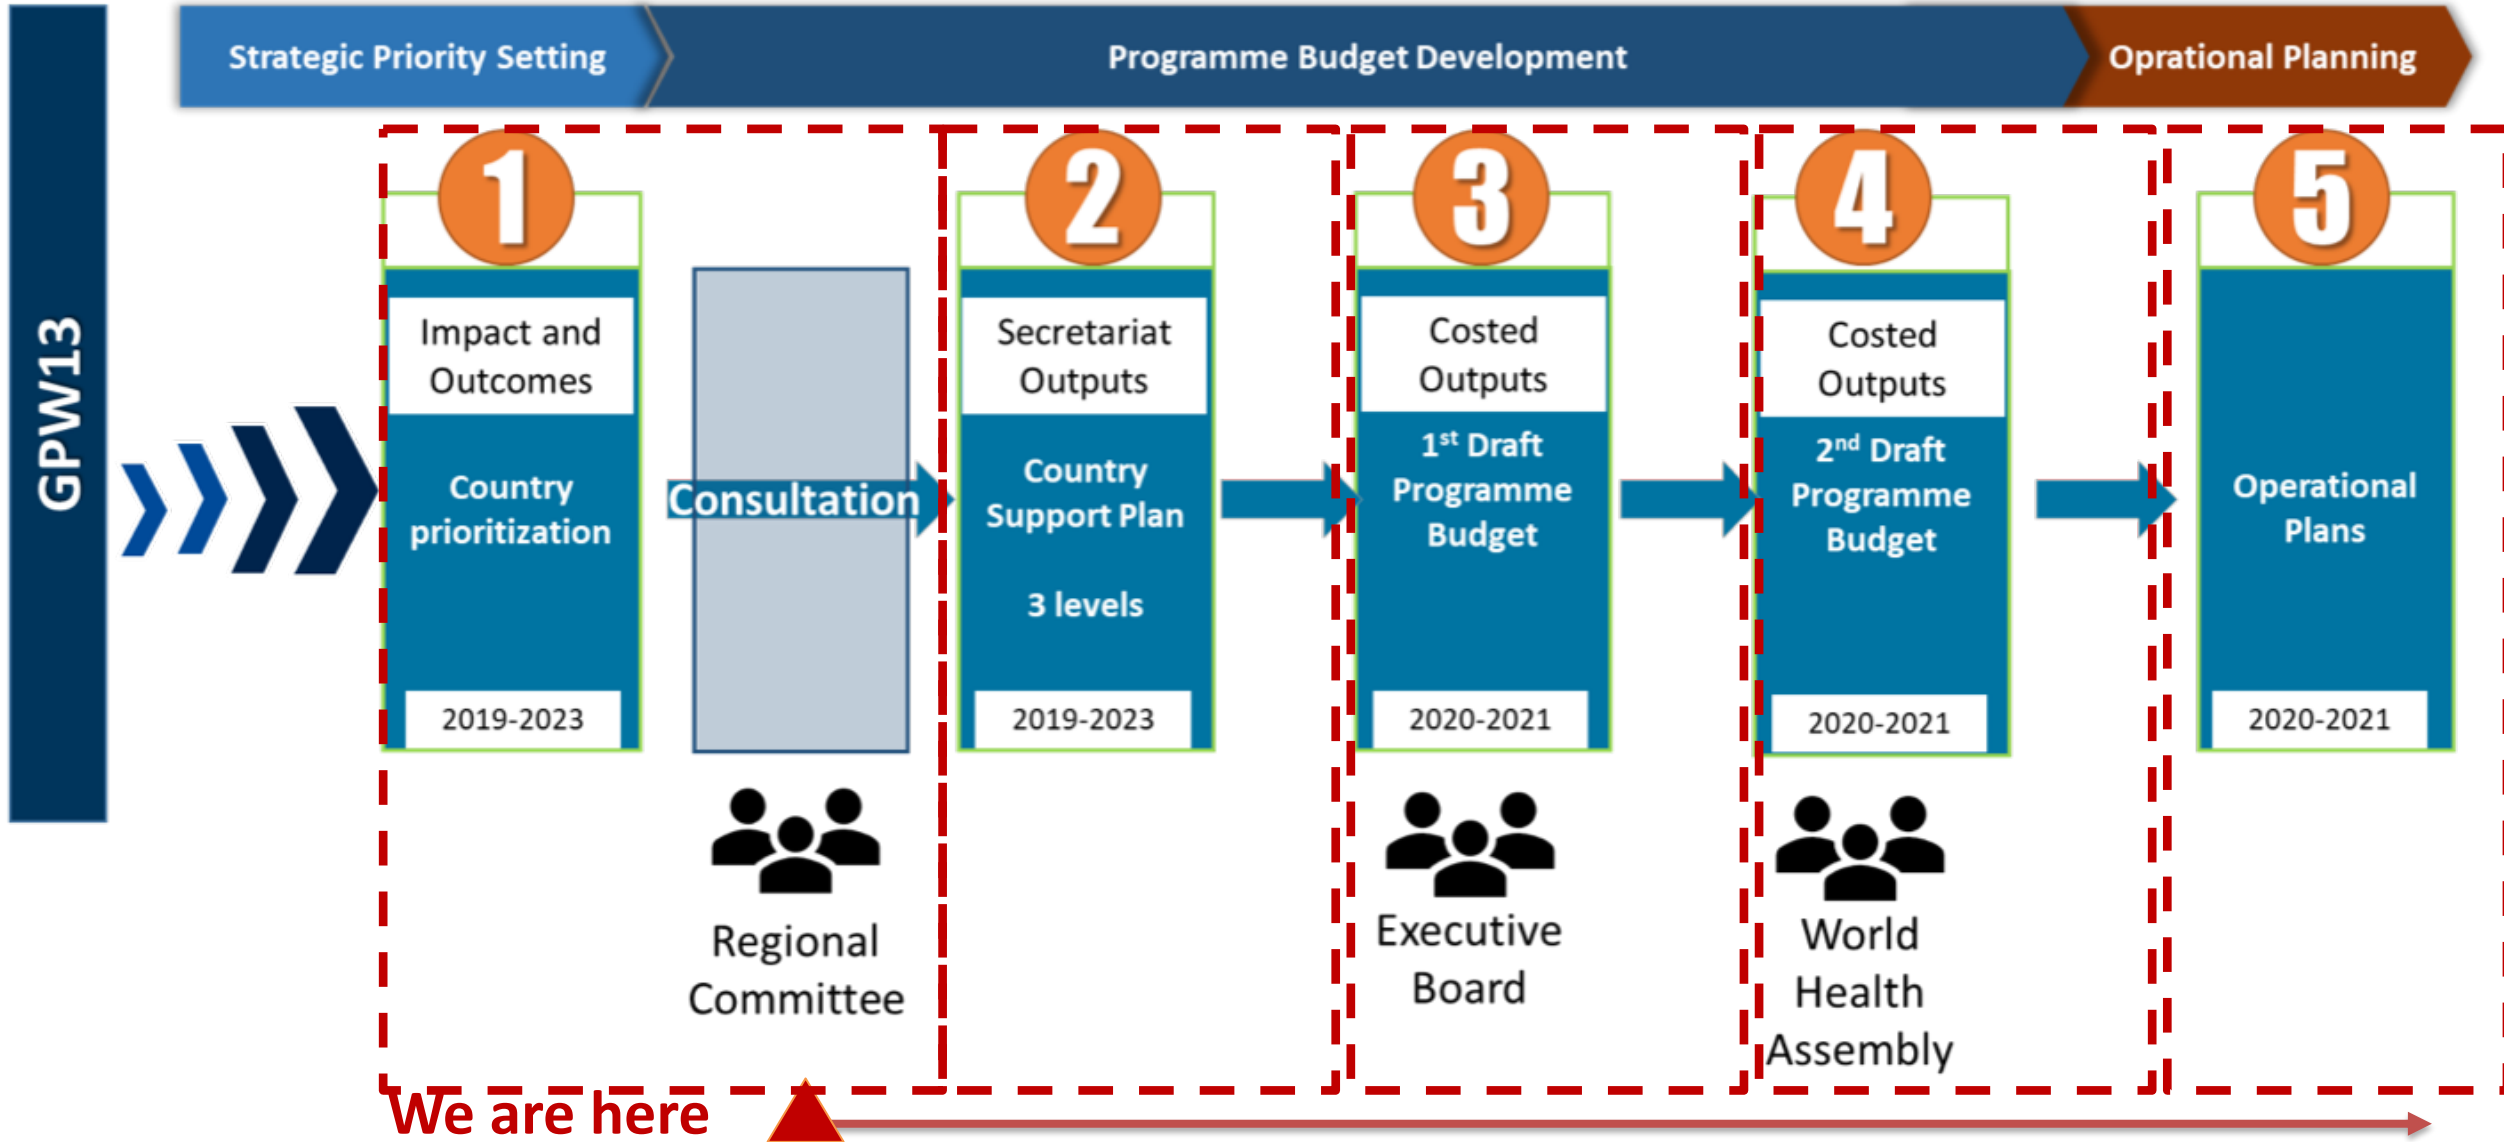 GPW13
Strategic Priority Setting
Programme Budget Development
Oprational Planning
1
Impact and
Outcomes
Country
prioritization
2019-2023
Consultation
Regional
Committee
2
Secretariat
Outputs
Country
Support Plan
3 levels
2019-2023
3
Costed
Outputs
1st Draft
Programme
Budget
2020-2021
Executive
Board
4
Costed
Outputs
2nd Draft
Programme
Budget
2020-2021
World
Health
Assembly
5
Operational
Plans
2020-2021
We are here